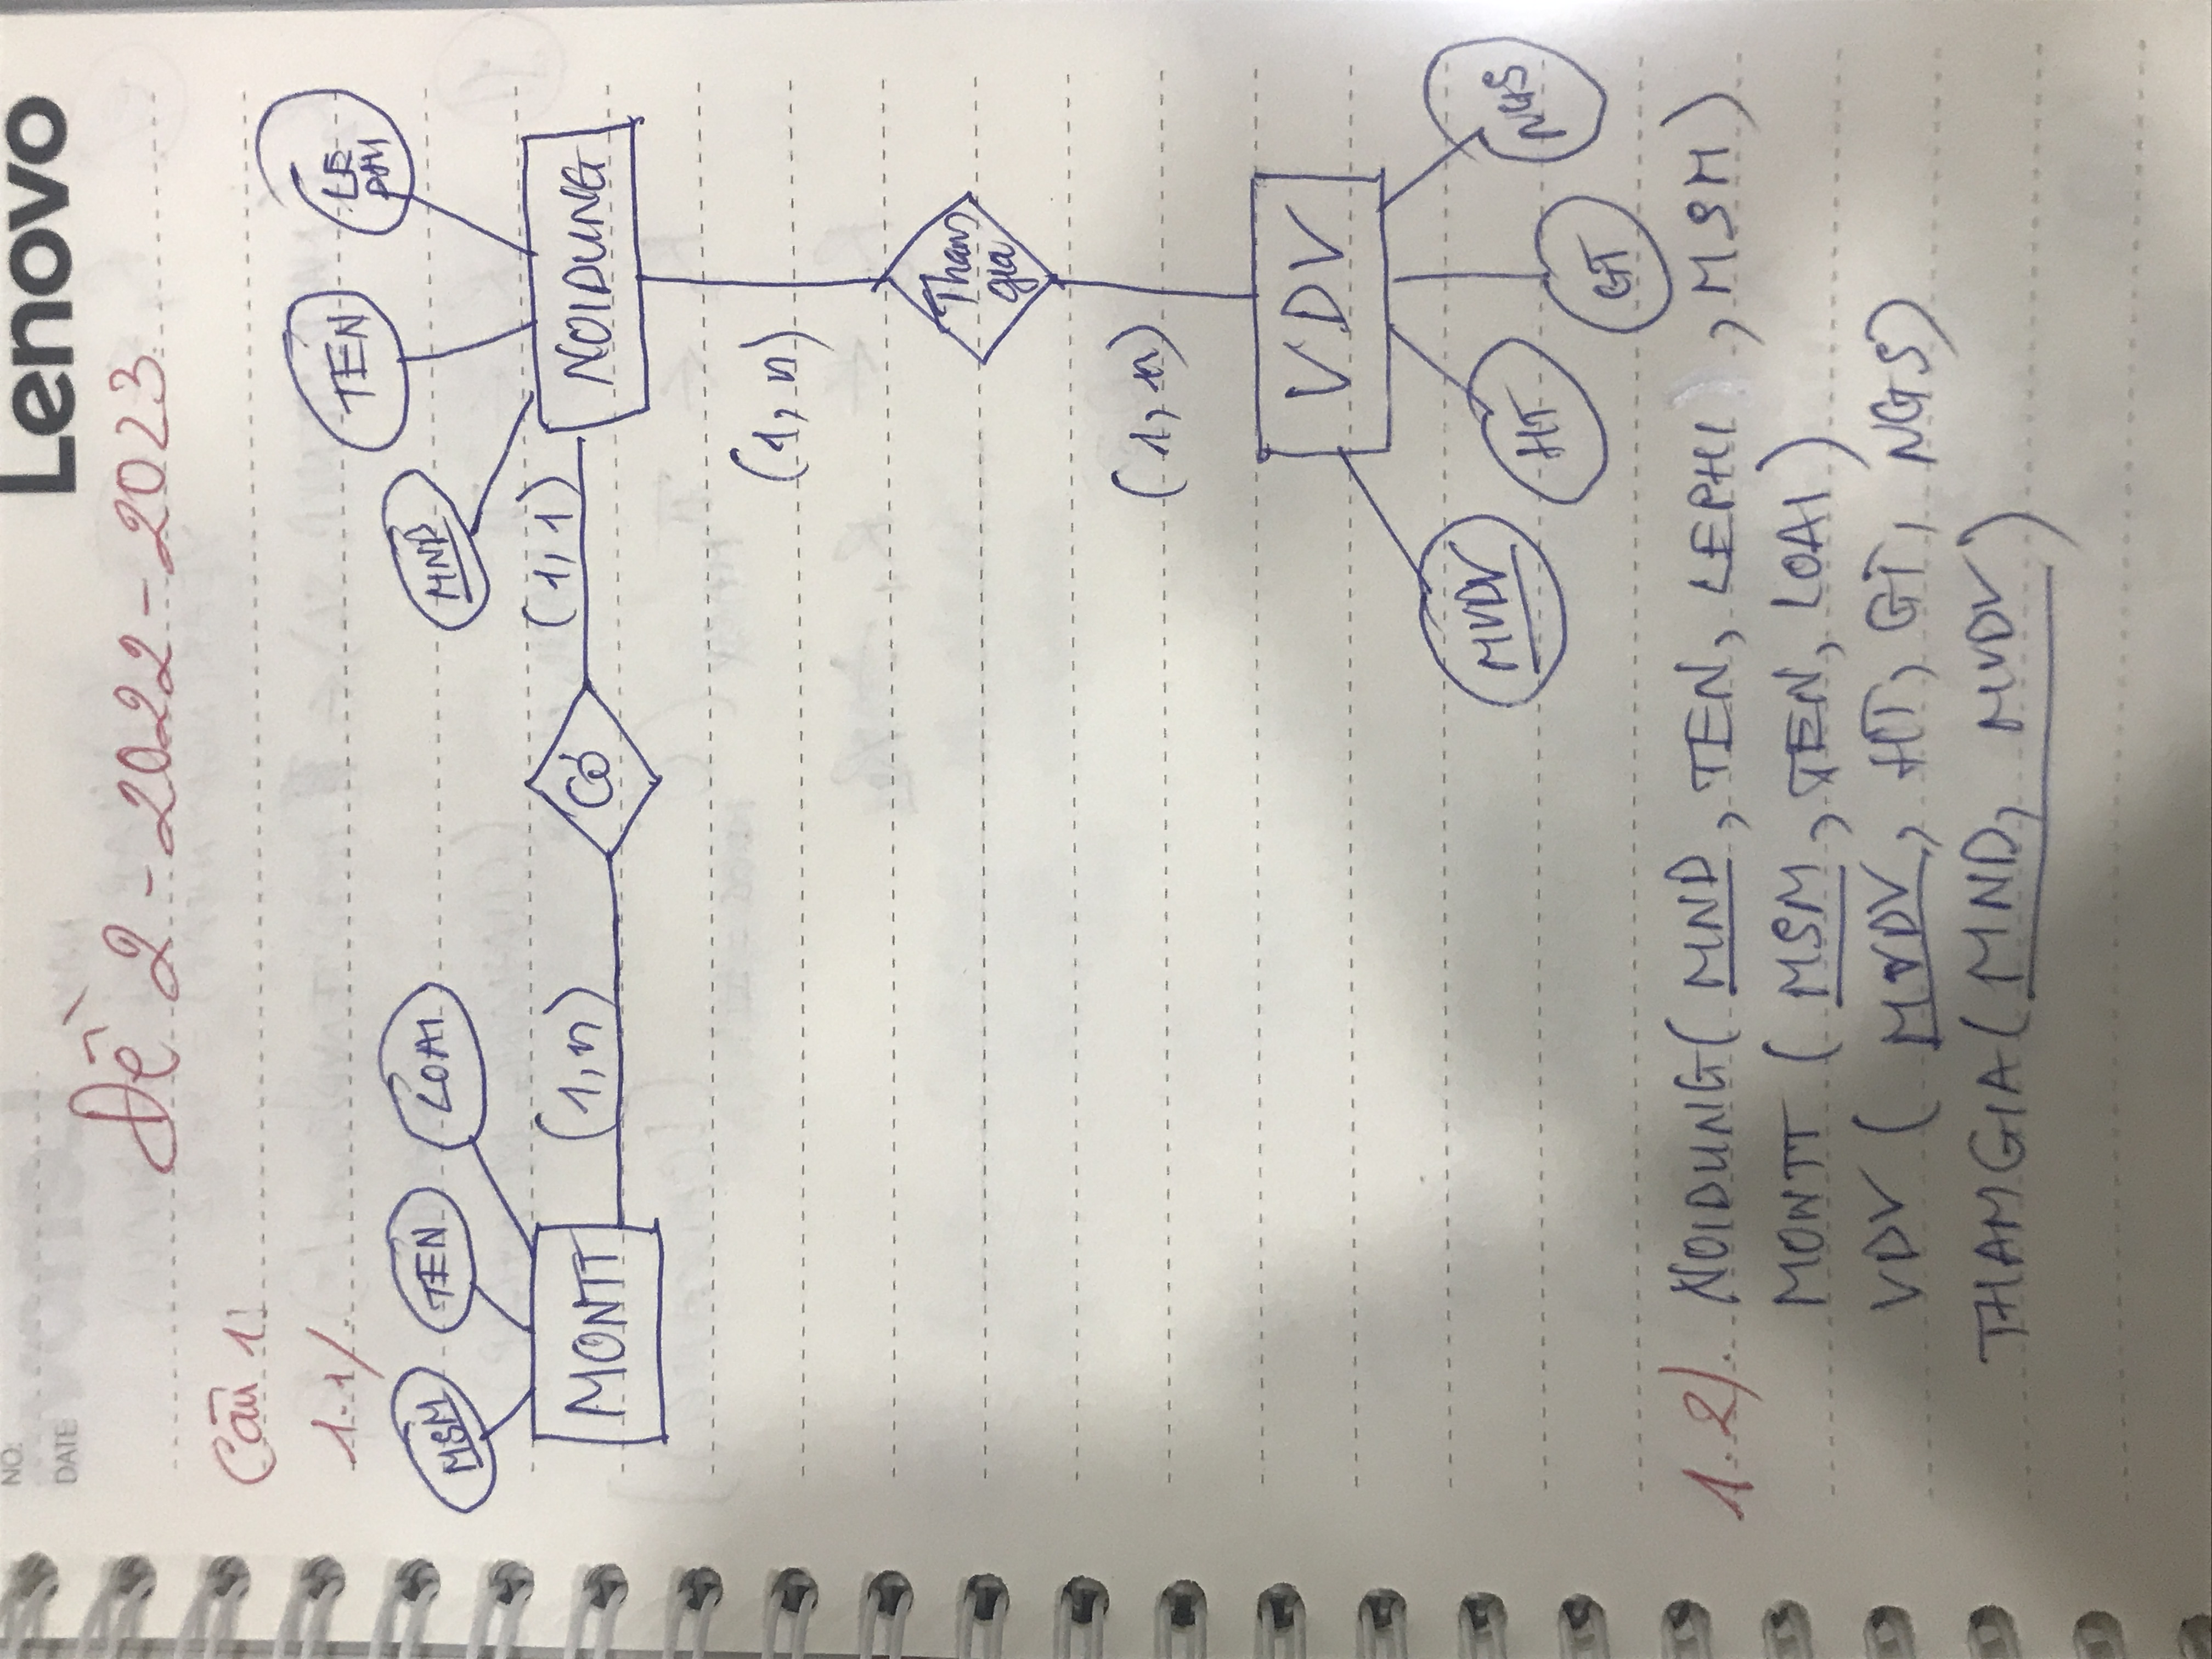 NO:
DATE
Lenovo
Đề 2 - 2022 - 2023
Câu 1:
1.1/.
MSM
TEN
LOAI
MND
TEN
LE
PHI
MONTT
(1, n)
Có
(1, 1)
NOIDUNG
(1, n)
Tham
gia
(1, n)
VDV
MVDV
HT
GT
NGS
1.2). NOIDUNG( MND, TEN, LEPHI , MSM)
MONTT ( MSM, TEN, LOAI)
VDV ( MVDV, HT, GT, NGS)
THAMGIA( MND, MVDV)